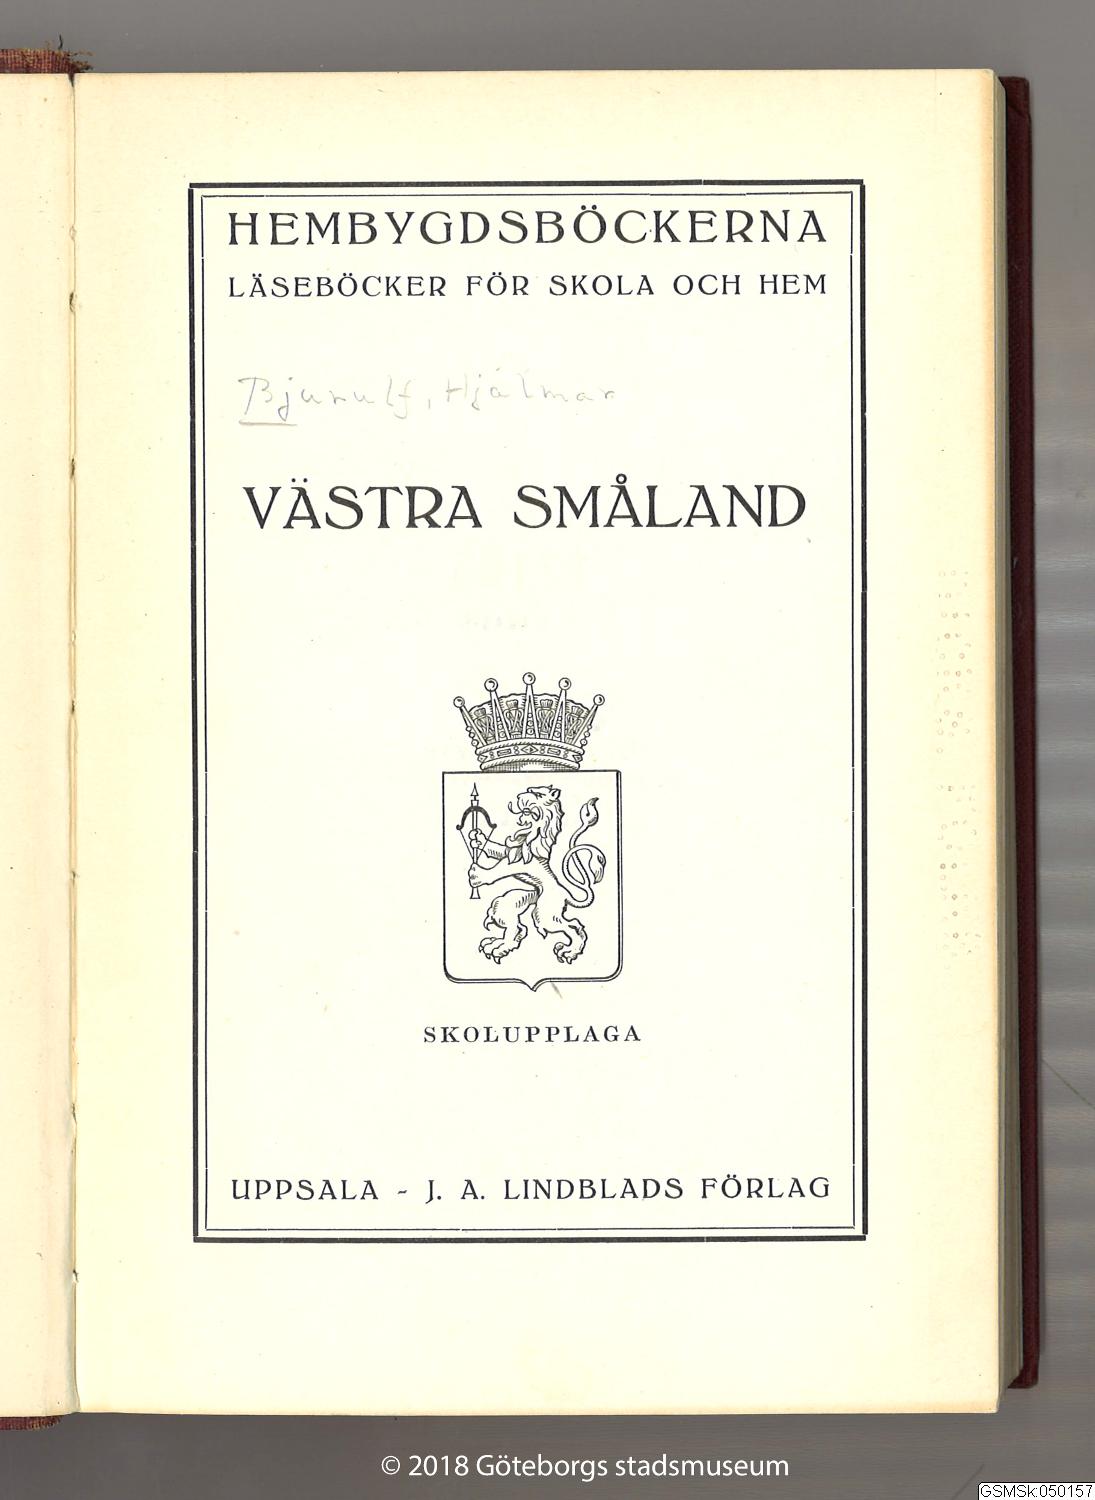 HEMBYGDSBÖCKERNA
LÄSEBÖCKER FÖR SKOLA OCH HEM
Bjurulf, Hjalmar
VÄSTRA SMÅLAND
SKOLUPPLAGA
UPPSALA - J. A. LINDBLADS FÖRLAG
© 2018 Göteborgs stadsmuseum
GSMSk:050157